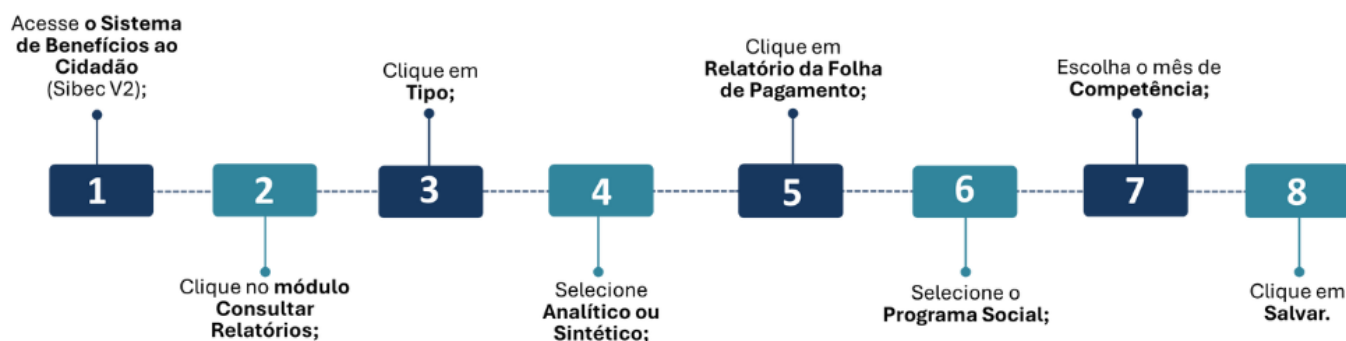 Acesse o Sistema
de Benefícios ao
Cidadão
(Sibec V2);
1
Clique no módulo
Consultar
Relatórios;
2
Clique em
Tipo;
3
Selecione
Analítico ou
Sintético;
4
Clique em
Relatório da Folha
de Pagamento;
5
Selecione o
Programa Social;
6
Escolha o mês de
Competência;
7
Clique em
Salvar.
8